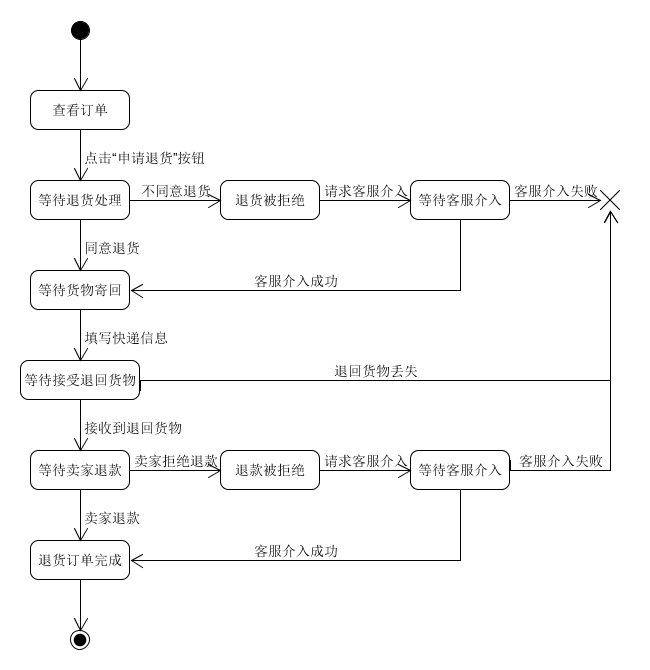 查看订单
点击“申请退货”按钮
等待退货处理
不同意退货
退货被拒绝
请求客服介入
等待客服介入
客服介入失败
同意退货
等待货物寄回
客服介入成功
填写快递信息
等待接受退回货物
退回货物丢失
接收到退回货物
等待卖家退款
卖家拒绝退款
退款被拒绝
请求客服介入
等待客服介入
客服介入失败
卖家退款
退货订单完成
客服介入成功